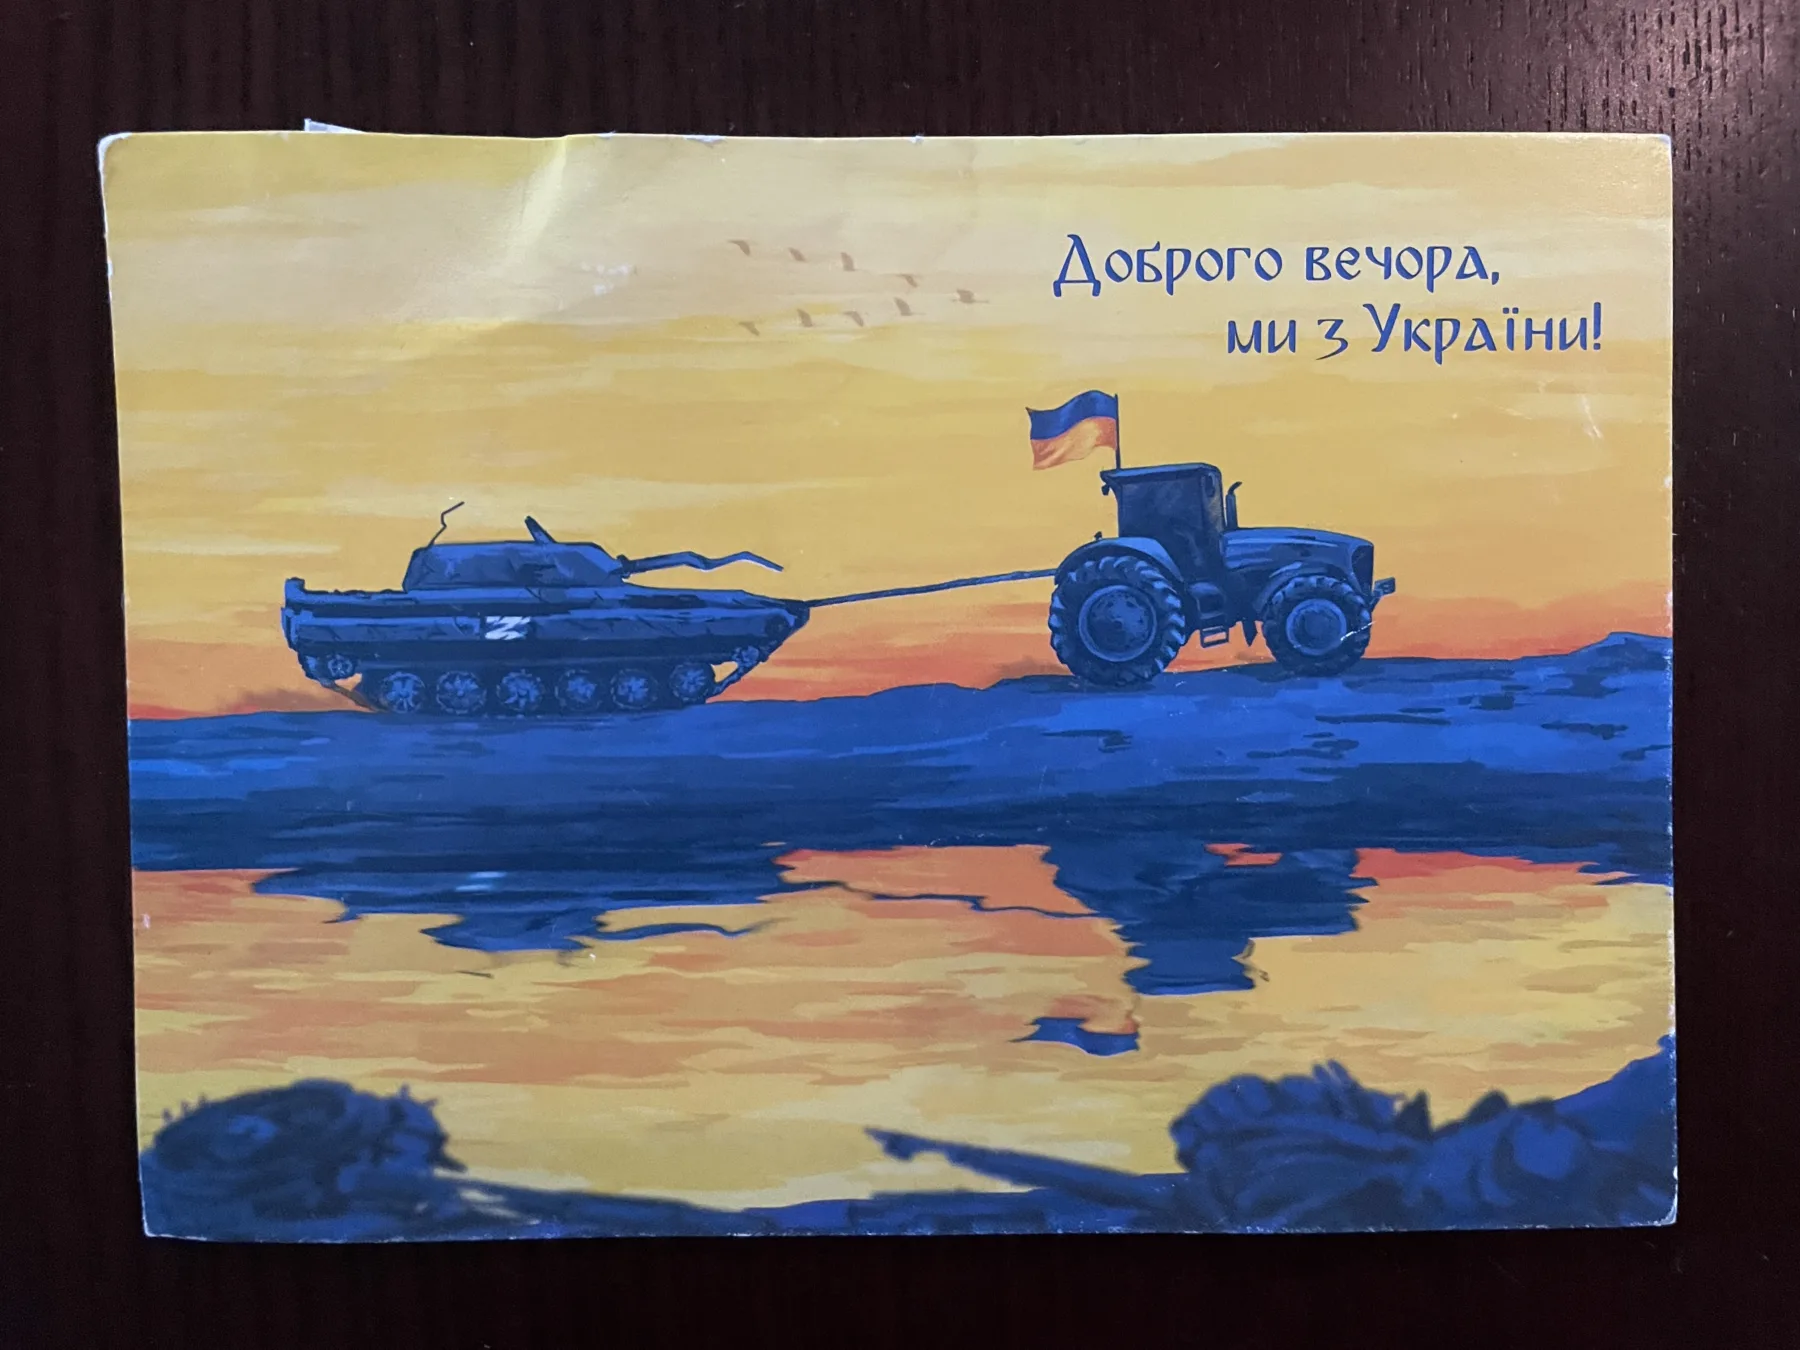 Доброго вечора,
ми з України!
Z